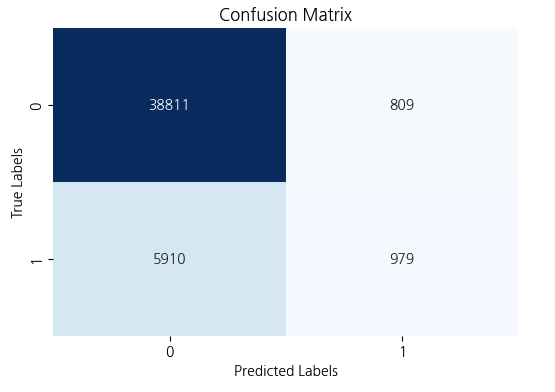 Confusion Matrix
True Labels
0
38811
809
1
5910
979
0
1
Predicted Labels